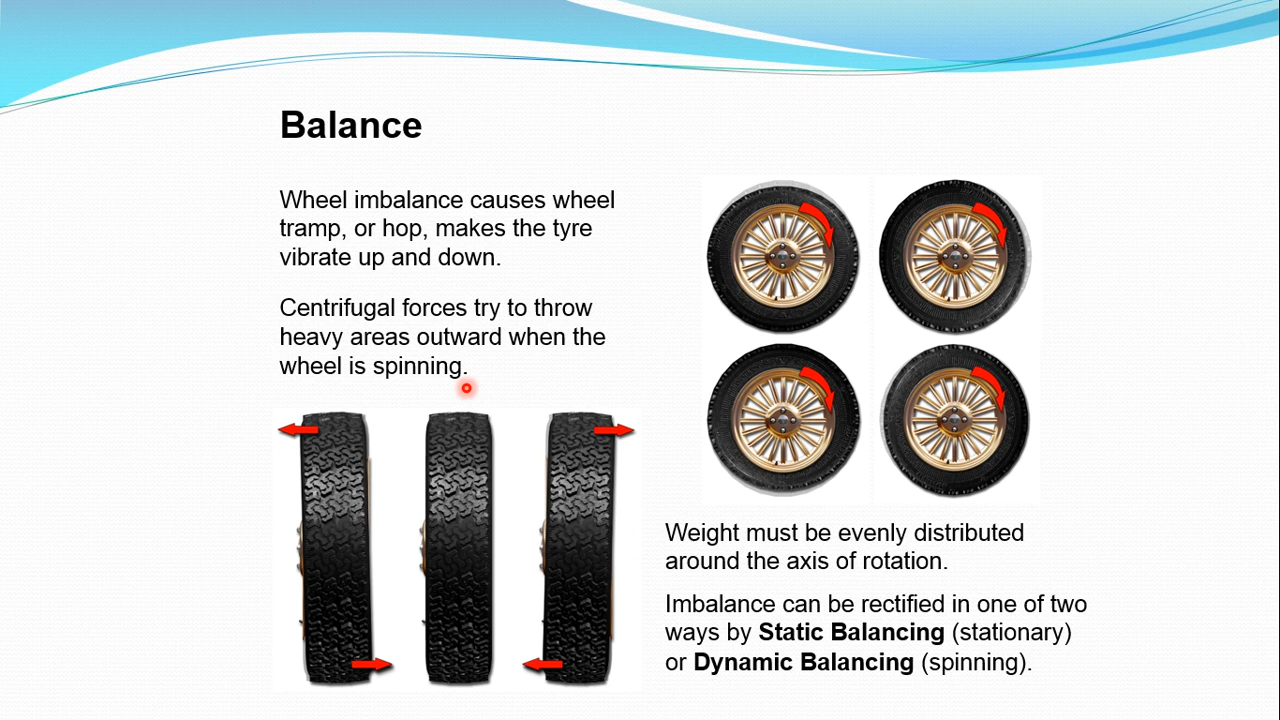 Balance
Wheel imbalance causes wheel
tramp, or hop, makes the tyre
vibrate up and down.
Centrifugal forces try to throw
heavy areas outward when the
wheel is spinning.
Weight must be evenly distributed
around the axis of rotation.
Imbalance can be rectified in one of two
ways by Static Balancing (stationary)
or Dynamic Balancing (spinning).